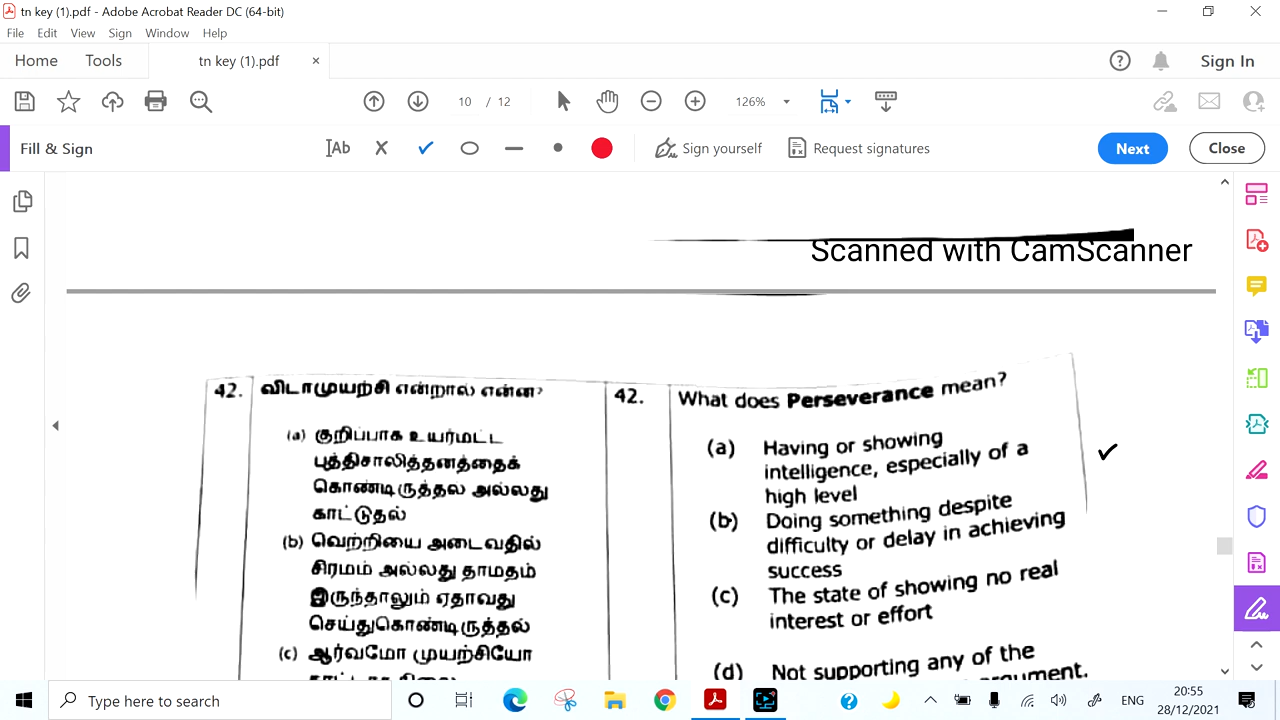 tn key (1).pdf - Adobe Acrobat Reader DC (64-bit)
File Edit View Sign Window Help
Home Tools tn key (1).pdf × Sign In
10 / 12 126%
Fill & Sign Ab Sign yourself Request signatures Next Close
Scanned with CamScanner
42. விடாமுயற்சி என்றால் என்ன?
(a) குறிப்பாக உயர்மட்ட
புத்திசாலித்தனத்தைக்
கொண்டிருத்தல் அல்லது
காட்டுதல்
(b) வெற்றியை அடைவதில்
சிரமம் அல்லது தாமதம்
இருந்தாலும் ஏதாவது
செய்துகொண்டிருத்தல்
(c) ஆர்வமோ முயற்சியோ
42. What does Perseverance mean?
(a) Having or showing
intelligence, especially of a
high level
(b) Doing something despite
difficulty or delay in achieving
success
(c) The state of showing no real
interest or effort
(d) Not supporting any of the
argument.
Type here to search
ENG
20:55
28/12/2021